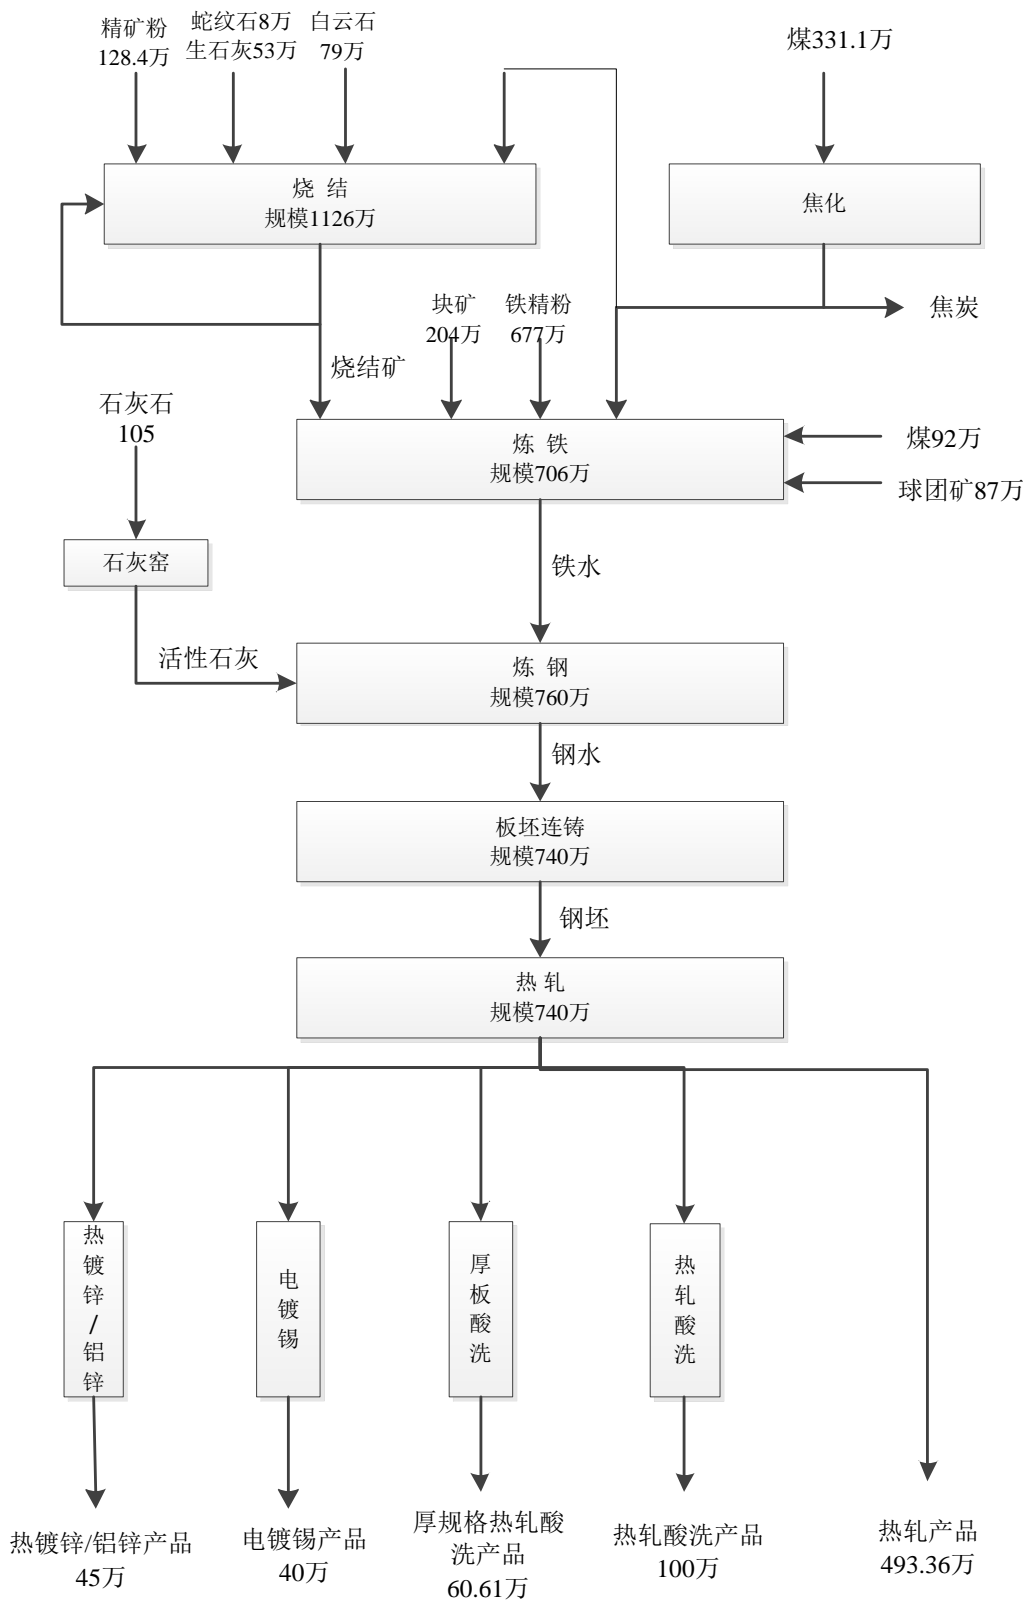 精矿粉
128.4万
蛇纹石8万
生石灰53万
白云石
79万
煤331.1万
烧 结
规模1126万
焦化
块矿
204万
铁精粉
677万
焦炭
烧结矿
石灰石
105
炼 铁
规模706万
煤92万
球团矿87万
石灰窑
铁水
活性石灰
炼 钢
规模760万
钢水
板坯连铸
规模740万
钢坯
热 轧
规模740万
热
镀
锌
/
铝
锌
电
镀
锡
厚
板
酸
洗
热
轧
酸
洗
热镀锌/铝锌产品
45万
电镀锡产品
40万
厚规格热轧酸
洗产品
60.61万
热轧酸洗产品
100万
热轧产品
493.36万